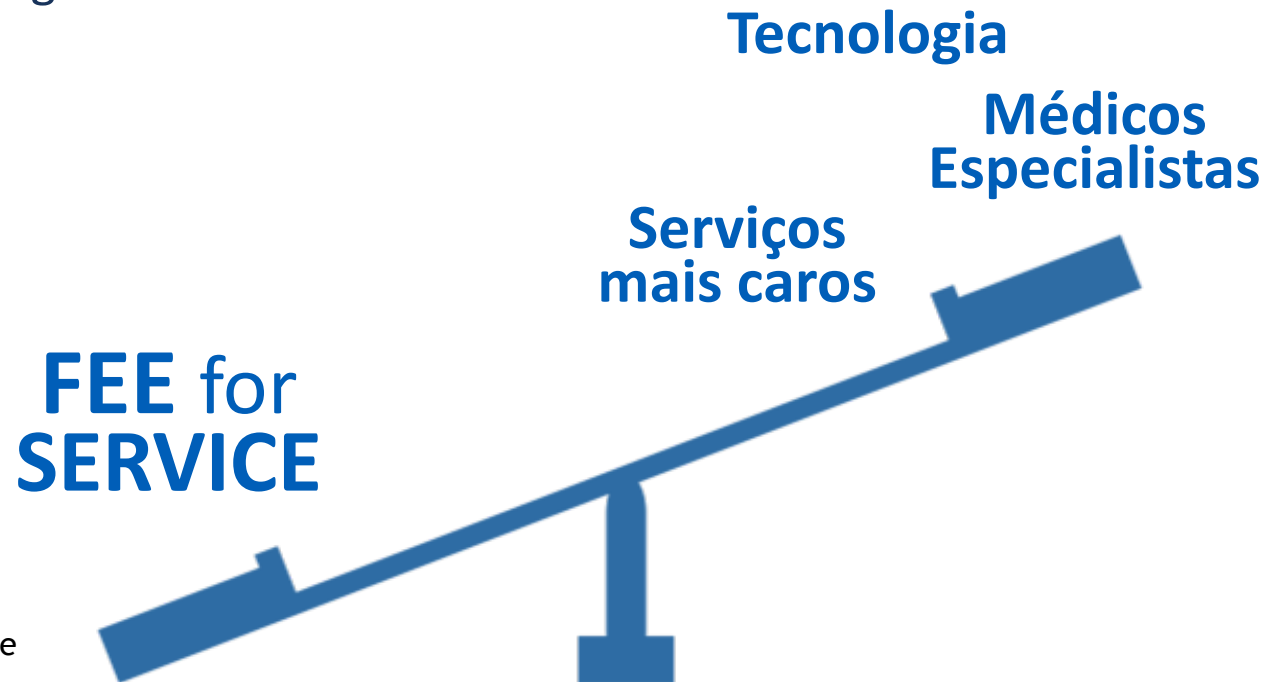 Tecnologia
Médicos
Especialistas
Serviços
mais caros
FEE for
SERVICE